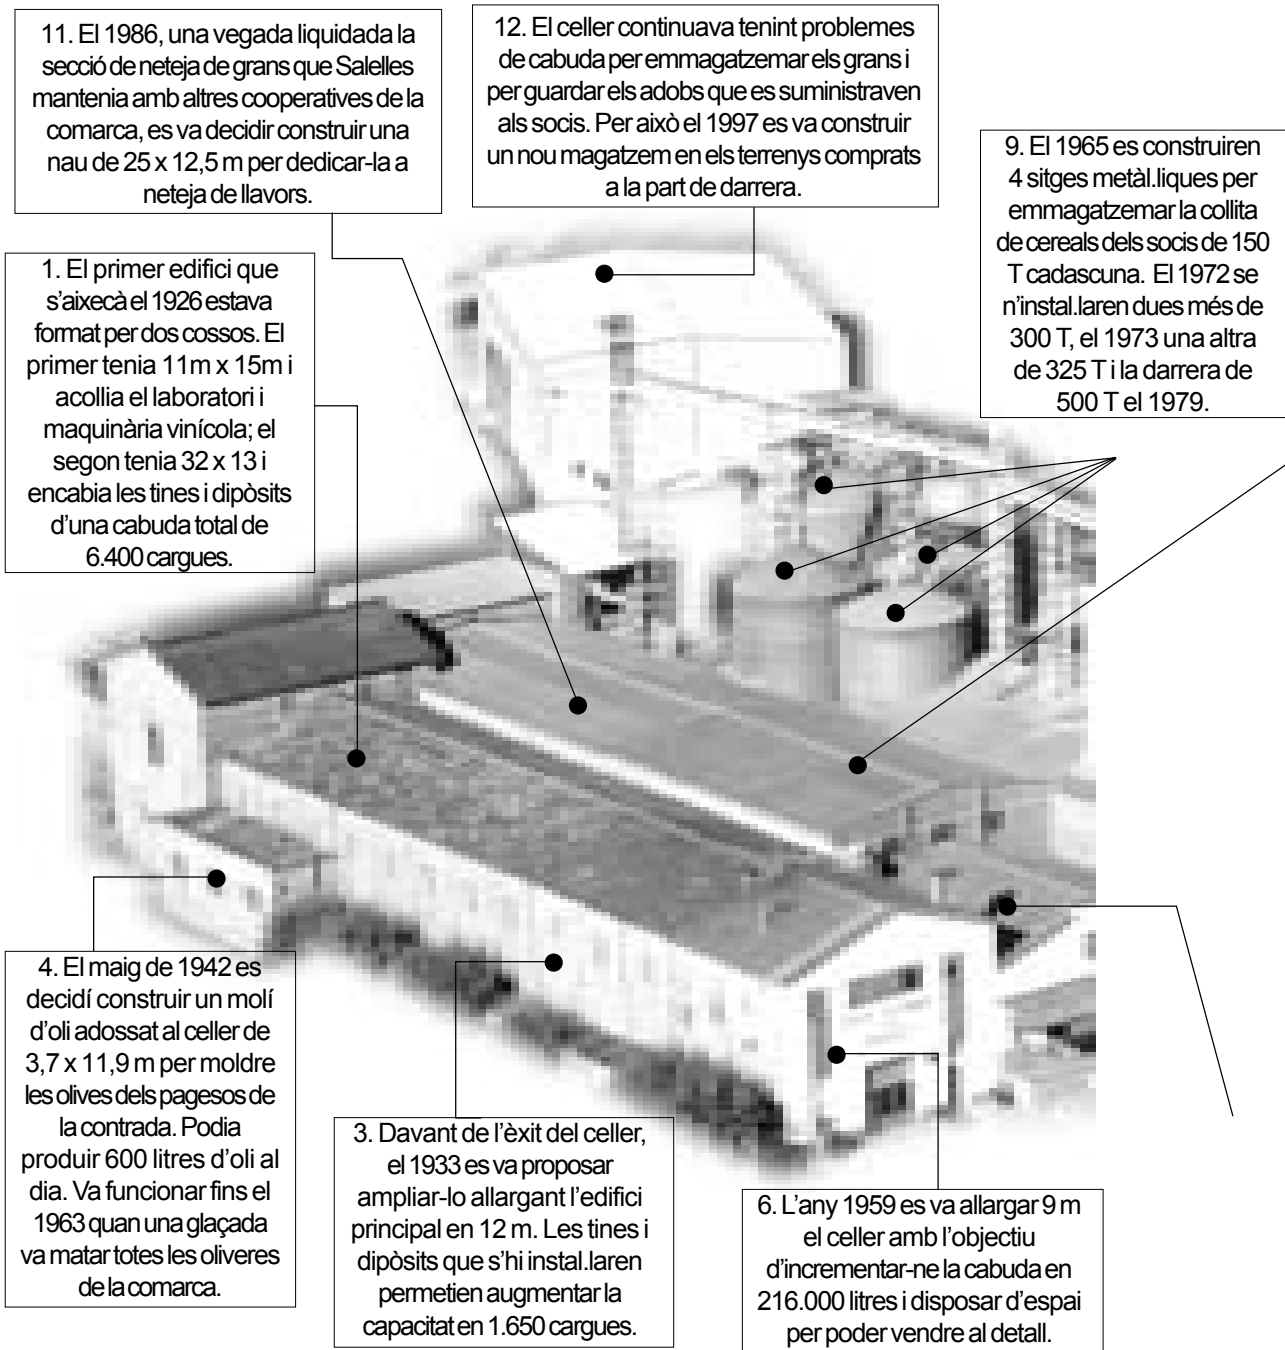 11. El 1986, una vegada liquidada la
secció de neteja de grans que Salelles
mantenia amb altres cooperatives de la
comarca, es va decidir construir una
nau de 25 x 12,5 m per dedicar-la a
neteja de llavors.
12. El celler continuava tenint problemes
de cabuda per emmagatzemar els grans i
per guardar els adobs que es suministraven
als socis. Per això el 1997 es va construir
un nou magatzem en els terrenys comprats
a la part de darrera.
9. El 1965 es construiren
4 sitges metàl.liques per
emmagatzemar la collita
de cereals dels socis de 150
T cadascuna. El 1972 se
n'instal.laren dues més de
300 T, el 1973 una altra
de 325 T i la darrera de
500 T el 1979.
1. El primer edifici que
s'aixecà el 1926 estava
format per dos cossos. El
primer tenia 11m x 15m i
acollia el laboratori i
maquinària vinícola; el
segon tenia 32 x 13 i
encabia les tines i dipòsits
d'una cabuda total de
6.400 cargues.
4. El maig de 1942 es
decidí construir un molí
d'oli adossat al celler de
3,7 x 11,9 m per moldre
les olives dels pagesos de
la contrada. Podia
produir 600 litres d'oli al
dia. Va funcionar fins el
1963 quan una glaçada
va matar totes les oliveres
de la comarca.
3. Davant de l'èxit del celler,
el 1933 es va proposar
ampliar-lo allargant l'edifici
principal en 12 m. Les tines i
dipòsits que s'hi instal.laren
permetien augmentar la
capacitat en 1.650 cargues.
6. L'any 1959 es va allargar 9 m
el celler amb l'objectiu
d'incrementar-ne la cabuda en
216.000 litres i disposar d'espai
per poder vendre al detall.